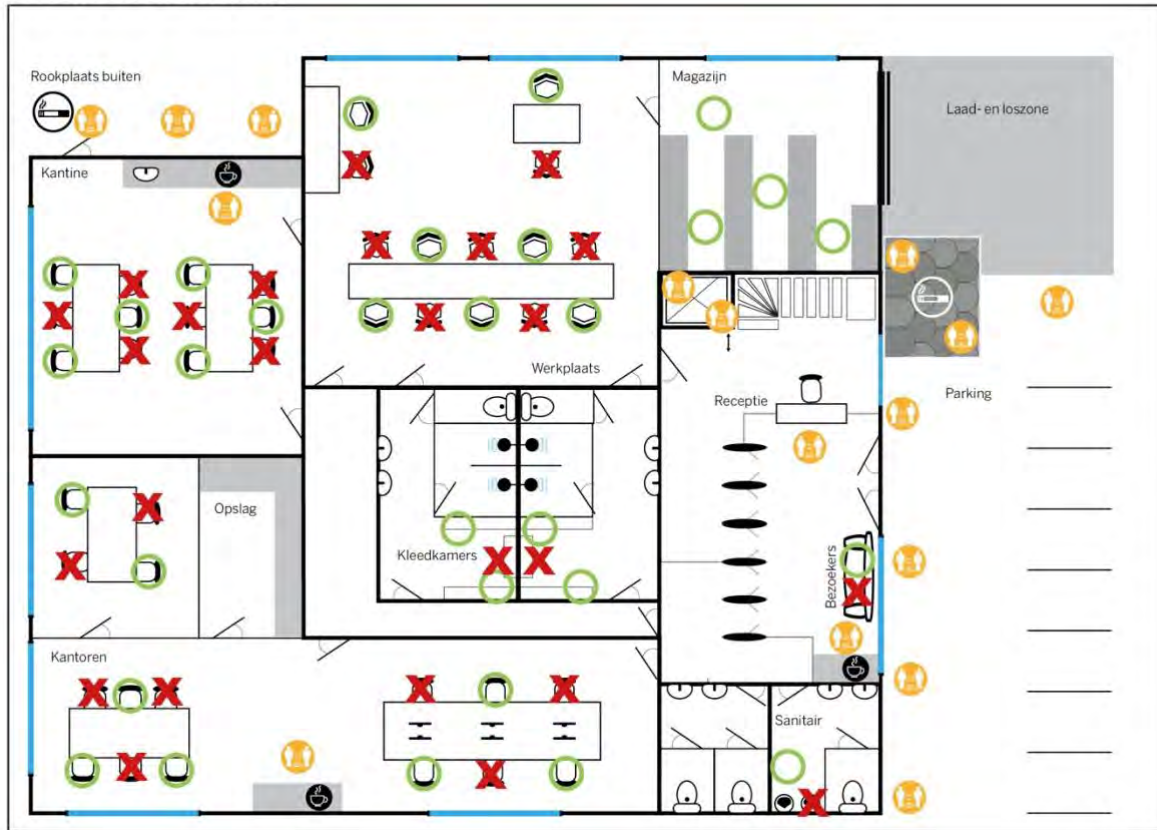 Rookplaats buiten
Magazijn
Laad- en loszone
Kantine
Werkplaats
Receptie
Parking
Opslag
Kleedkamers
Bezoekers
Kantoren
Sanitair